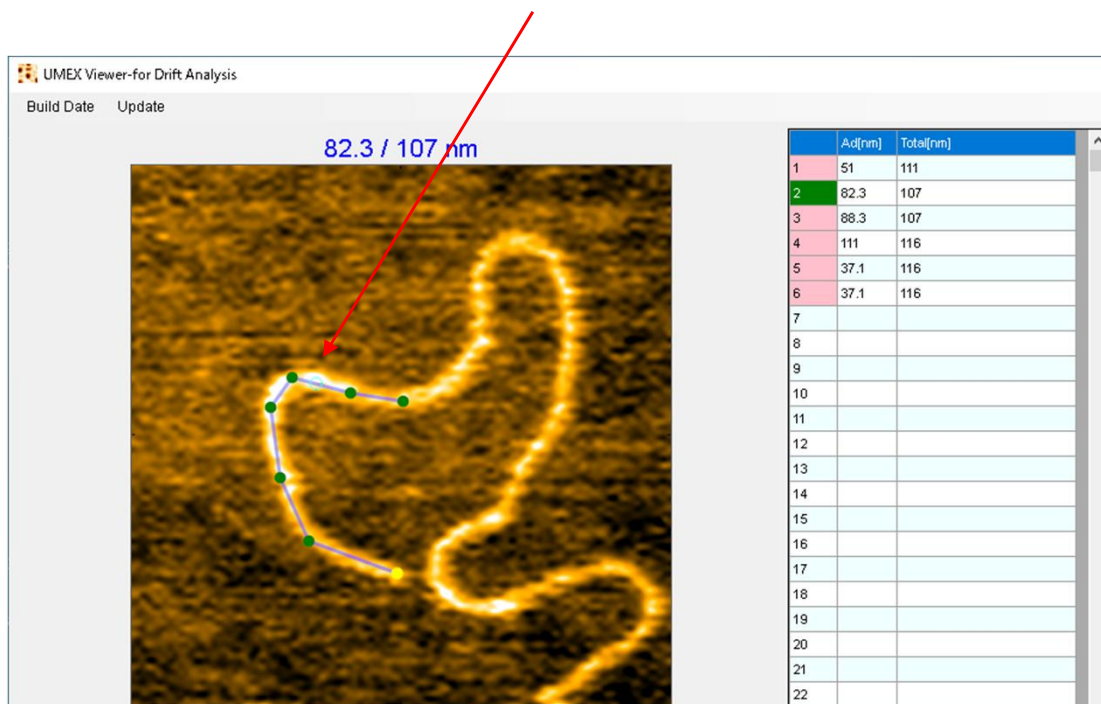 UMEX Viewer-for Drift Analysis
Build Date Update
82.3 / 107 nm
Ad[nm] Total[nm]
1 51 111
2 82.3 107
3 88.3 107
4 111 116
5 37.1 116
6 37.1 116
7
8
9
10
11
12
13
14
15
16
17
18
19
20
21
22